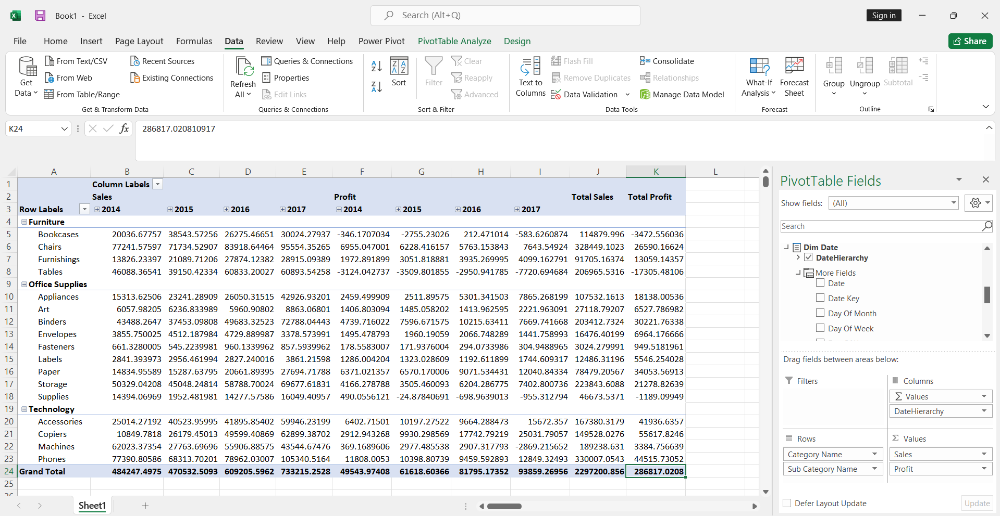 Book1 - Excel
Search (Alt+Q)
Sign in
File Home Insert Page Layout Formulas Data Review View Help Power Pivot PivotTable Analyze Design Share
Get Data
From Text/CSV
From Web
From Table/Range
Recent Sources
Existing Connections
Get & Transform Data
Refresh All
Queries & Connections
Properties
Edit Links
Queries & Connections
Sort
Filter
Clear
Reapply
Advanced
Sort & Filter
Text to Columns
Flash Fill
Remove Duplicates
Data Validation
Consolidate
Relationships
Manage Data Model
Data Tools
What-If Analysis
Forecast Sheet
Forecast
Group
Ungroup
Subtotal
Outline
K24 fx 286817.020810917
A B C D E F G H I J K L
1 Column Labels
2 Sales Profit Total Sales Total Profit
3 Row Labels 2014 2015 2016 2017 2014 2015 2016 2017
4 Furniture
5 Bookcases 20036.67757 38543.57256 26275.46651 30024.27937 -346.1707034 -2755.23026 212.471014 -583.6260874 114879.996 -3472.556036
6 Chairs 77241.57597 71734.52907 83918.64464 95554.35265 6955.047001 6228.416157 5763.153843 7643.54924 328449.1023 26590.16624
7 Furnishings 13826.23397 21089.71206 27874.12382 28915.09389 1972.891899 3051.818881 3935.269995 4099.162791 91705.16374 13059.14357
8 Tables 46088.36541 39150.42334 60833.20027 60893.54258 -3124.042737 -3509.801855 -2950.941785 -7720.694684 206965.5316 -17305.48106
9 Office Supplies
10 Appliances 15313.62506 23241.28909 26050.31515 42926.93201 2459.499909 2511.89575 5301.341503 7865.268199 107532.1613 18138.00536
11 Art 6057.98205 6236.833989 5960.90802 8863.06801 1406.803094 1485.058202 1413.962595 2221.963091 27118.79207 6527.786982
12 Binders 43488.2647 37453.09808 49683.32523 72788.04443 4739.716022 7596.671575 10215.63411 7669.741668 203412.7324 30221.76338
13 Envelopes 3855.750025 4512.187984 4729.889987 3378.573991 1495.478793 1960.19059 2066.748289 1441.758993 16476.40199 6964.176666
14 Fasteners 661.3280005 545.2239981 960.1339962 857.5939962 178.5583007 171.9376004 294.0733986 304.9488965 3024.279991 949.5181961
15 Labels 2841.393973 2956.461994 2827.240016 3861.21598 1286.004204 1323.028609 1192.611899 1744.609317 12486.31196 5546.254028
16 Paper 14834.95589 15287.63795 20661.89395 27694.71788 6371.021357 6570.170006 9071.534431 12040.84334 78479.20567 34053.56913
17 Storage 50329.04208 45048.24814 58788.70024 69677.61831 4166.278788 3505.460093 6204.286775 7402.800736 223843.6088 21278.82639
18 Supplies 14394.06969 1952.481981 14277.57586 16049.40957 490.0556121 -24.87840691 -698.9639013 -955.312794 46673.5371 -1189.09949
19 Technology
20 Accessories 25014.27192 40523.95995 41895.85402 59946.23199 6402.71501 10197.27522 9664.288473 15672.357 167380.3179 41936.6357
21 Copiers 10849.7818 26179.45013 49599.40869 62899.38702 2912.943268 9930.298569 17742.79219 25031.79057 149528.0276 55617.8246
22 Machines 62023.37354 27763.69696 55906.88575 43544.67476 369.1689606 2977.485538 2907.317793 -2869.215652 189238.631 3384.756639
23 Phones 77390.80586 68313.70201 78962.03007 105340.5164 11808.0053 10398.80739 9459.592893 12849.32493 330007.0543 44515.73052
24 Grand Total 484247.4975 470532.5093 609205.5962 733215.2528 49543.97408 61618.60366 81795.17352 93859.26956 2297200.856 286817.0208
25
Sheet1
PivotTable Fields
Show fields: (All)
Search
Dim Date
DateHierarchy
More Fields
Date
Date Key
Day Of Month
Day Of Week
Drag fields between areas below:
Filters
Columns
Σ Values
DateHierarchy
Rows
Category Name
Sub Category Name
Σ Values
Sales
Profit
Defer Layout Update
Update